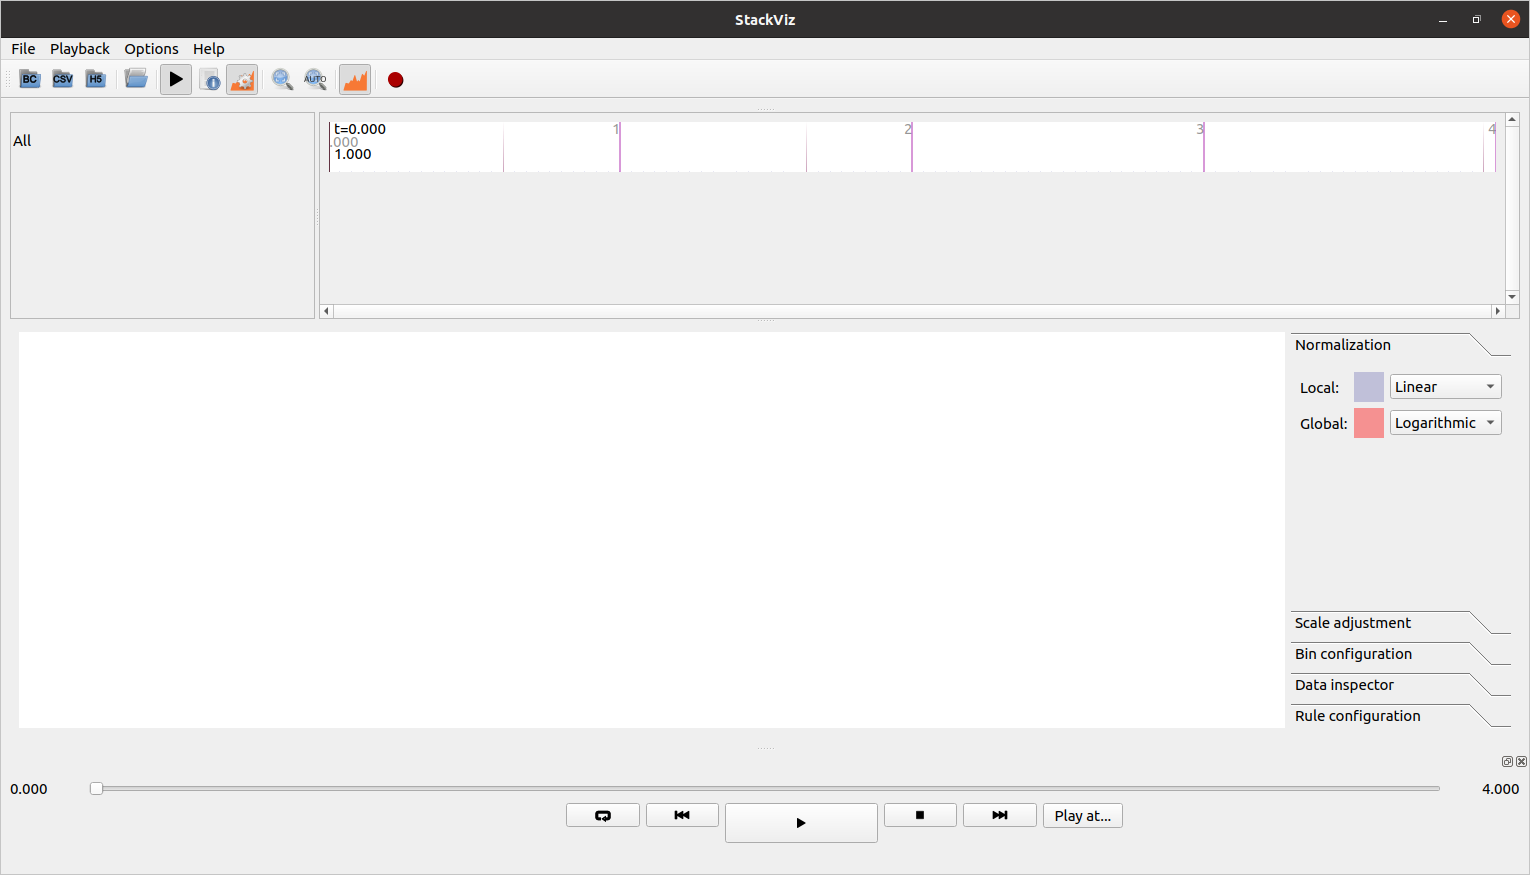 StackViz
File Playback Options Help
BC CSV H5 AUTO
All
t=0.000 1 2 3 4
.000
1.000
Normalization
Local: Linear
Global: Logarithmic
Scale adjustment
Bin configuration
Data inspector
Rule configuration
0.000 4.000
Play at...